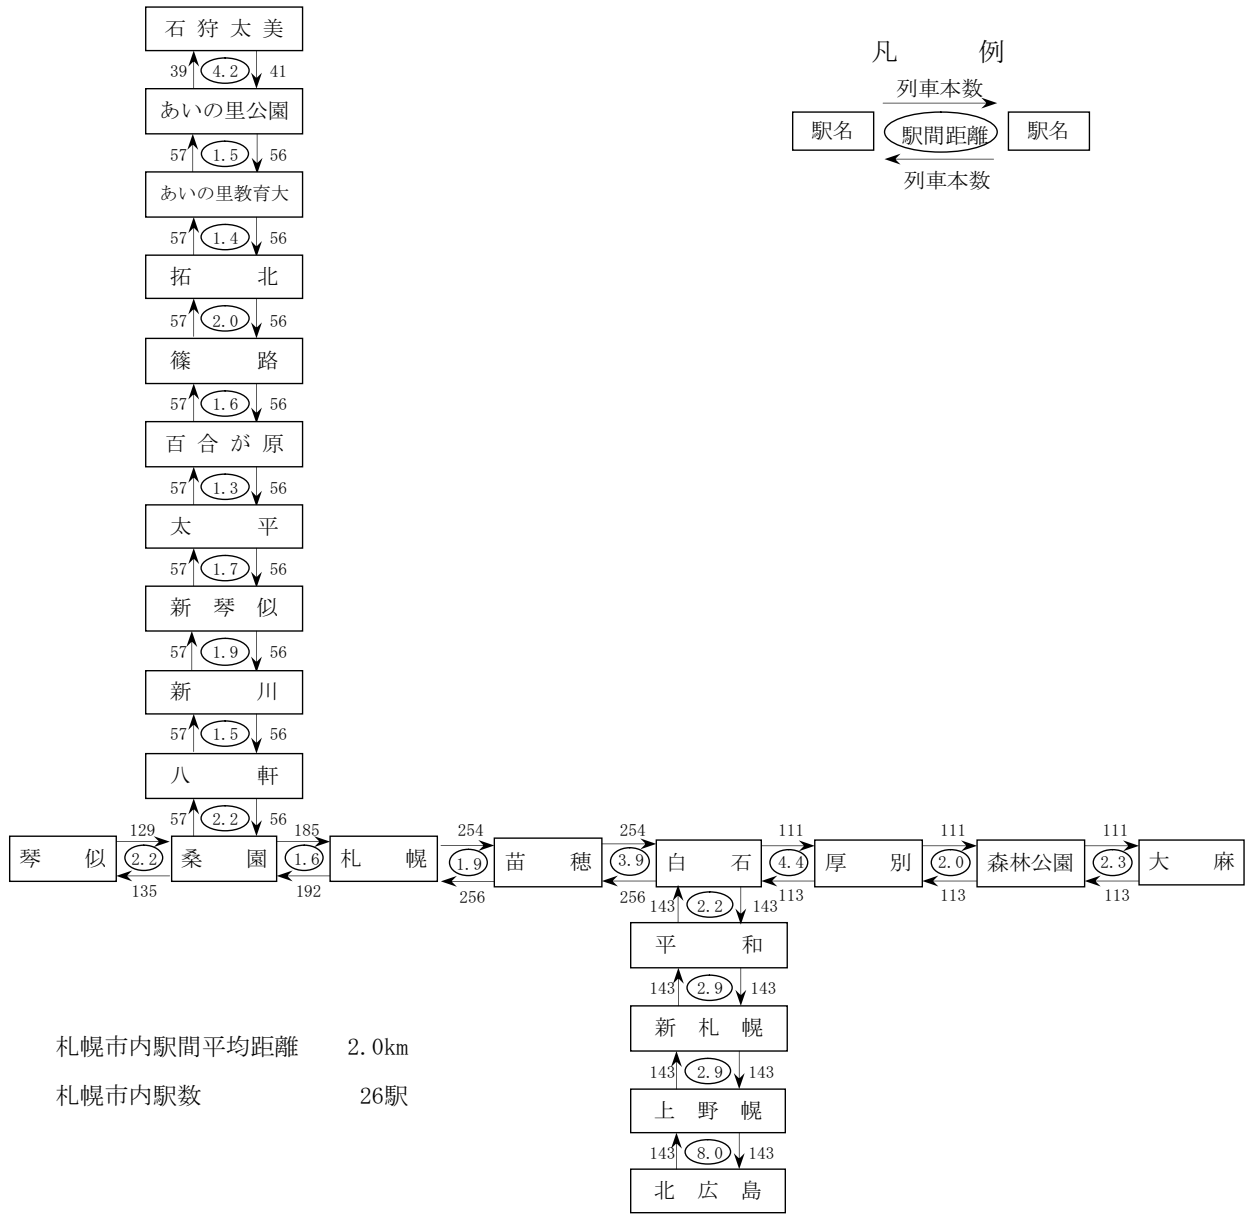 石狩太美
39 4.2 41
あいの里公園
57 1.5 56
あいの里教育大
57 1.4 56
拓北
57 2.0 56
篠路
57 1.6 56
百合が原
57 1.3 56
太平
57 1.7 56
新琴似
57 1.9 56
新川
57 1.5 56
八軒
57 2.2 56
凡例
列車本数
駅名 駅間距離 駅名
列車本数
129 185 254 254 111 111 111
琴似 2.2 桑園 1.6 札幌 1.9 苗穂 3.9 白石 4.4 厚別 2.0 森林公園 2.3 大麻
135 192 256 256 113 113 113
143 2.2 143
平和
143 2.9 143
新札幌
143 2.9 143
上野幌
143 8.0 143
北広島
札幌市内駅間平均距離 2.0km
札幌市内駅数 26駅